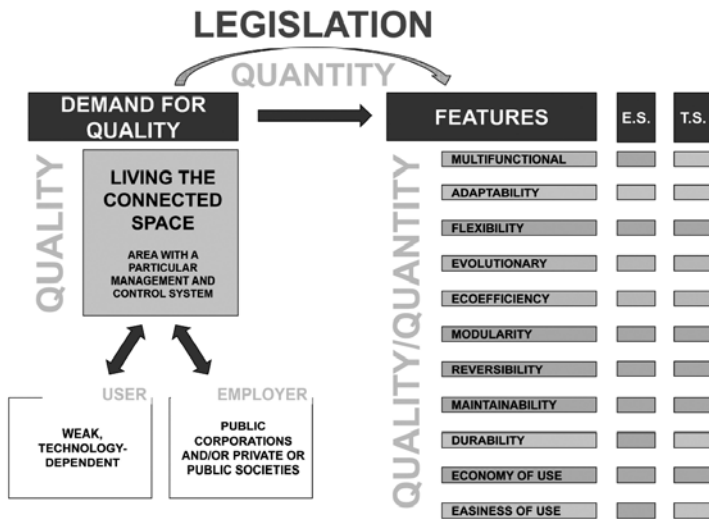 LEGISLATION
QUANTITY
DEMAND FOR
QUALITY
FEATURES
E.S.
T.S.
QUALITY
LIVING THE
CONNECTED
SPACE
AREA WITH A
PARTICULAR
MANAGEMENT AND
CONTROL SYSTEM
USER
WEAK,
TECHNOLOGY-
DEPENDENT
EMPLOYER
PUBLIC
CORPORATIONS
AND/OR PRIVATE OR
PUBLIC SOCIETIES
QUALITY/QUANTITY
MULTIFUNCTIONAL
ADAPTABILITY
FLEXIBILITY
EVOLUTIONARY
ECOEFFICIENCY
MODULARITY
REVERSIBILITY
MAINTAINABILITY
DURABILITY
ECONOMY OF USE
EASINESS OF USE